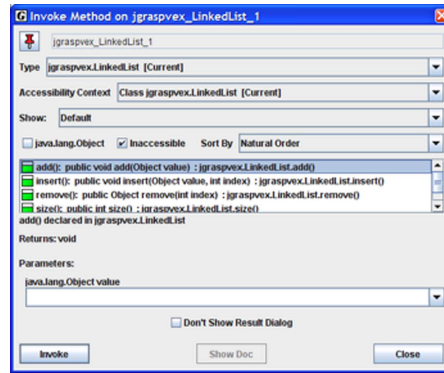 Invoke Method on jgraspvex_LinkedList_1
jgraspvex_LinkedList_1
Type jgraspvex.LinkedList [Current]
Accessibility Context Class jgraspvex.LinkedList [Current]
Show: Default
java.lang.Object Inaccessible Sort By Natural Order
add(): public void add(Object value) : jgraspvex.LinkedList.add()
insert(): public void insert(Object value, int index) : jgraspvex.LinkedList.insert()
remove(): public Object remove(int index) : jgraspvex.LinkedList.remove()
size(): public int size() : jgraspvex.LinkedList.size()
add() declared in jgraspvex.LinkedList
Returns: void
Parameters:
java.lang.Object value
Don't Show Result Dialog
Invoke Show Doc Close